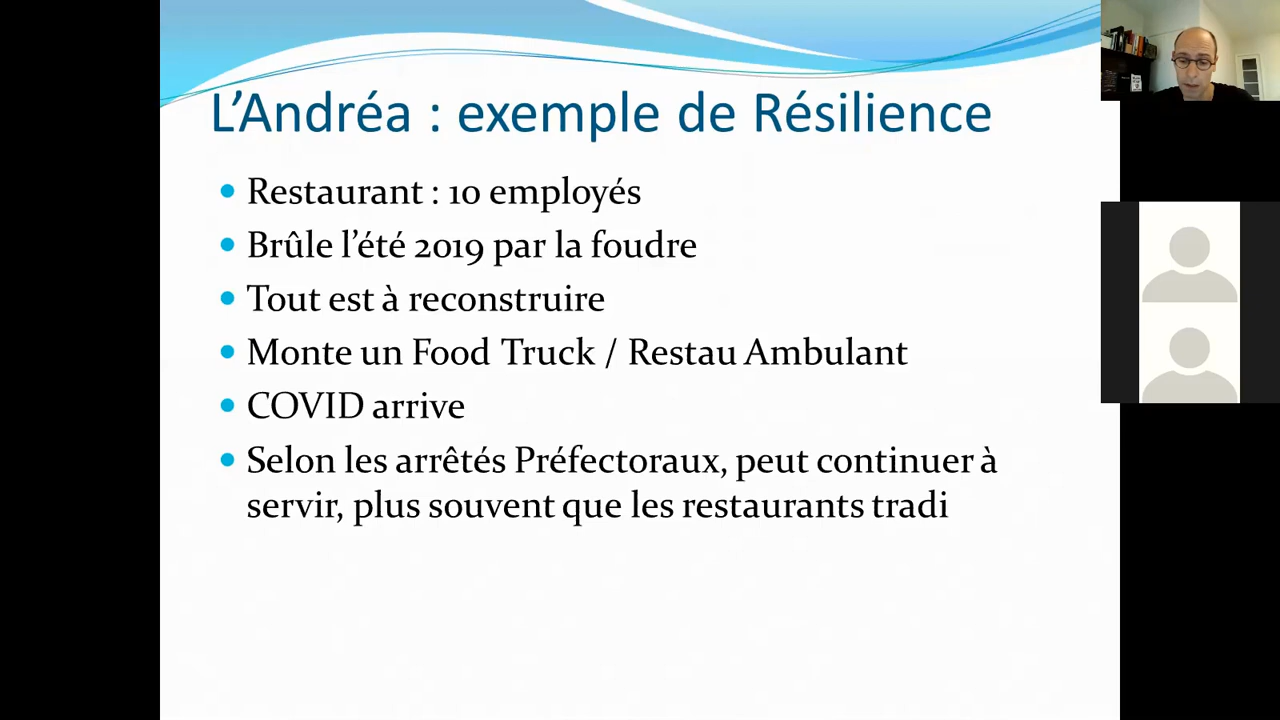 L’Andréa : exemple de Résilience
• Restaurant : 10 employés
• Brûle l’été 2019 par la foudre
• Tout est à reconstruire
• Monte un Food Truck / Restau Ambulant
• COVID arrive
• Selon les arrêtés Préfectoraux, peut continuer à
servir, plus souvent que les restaurants tradi